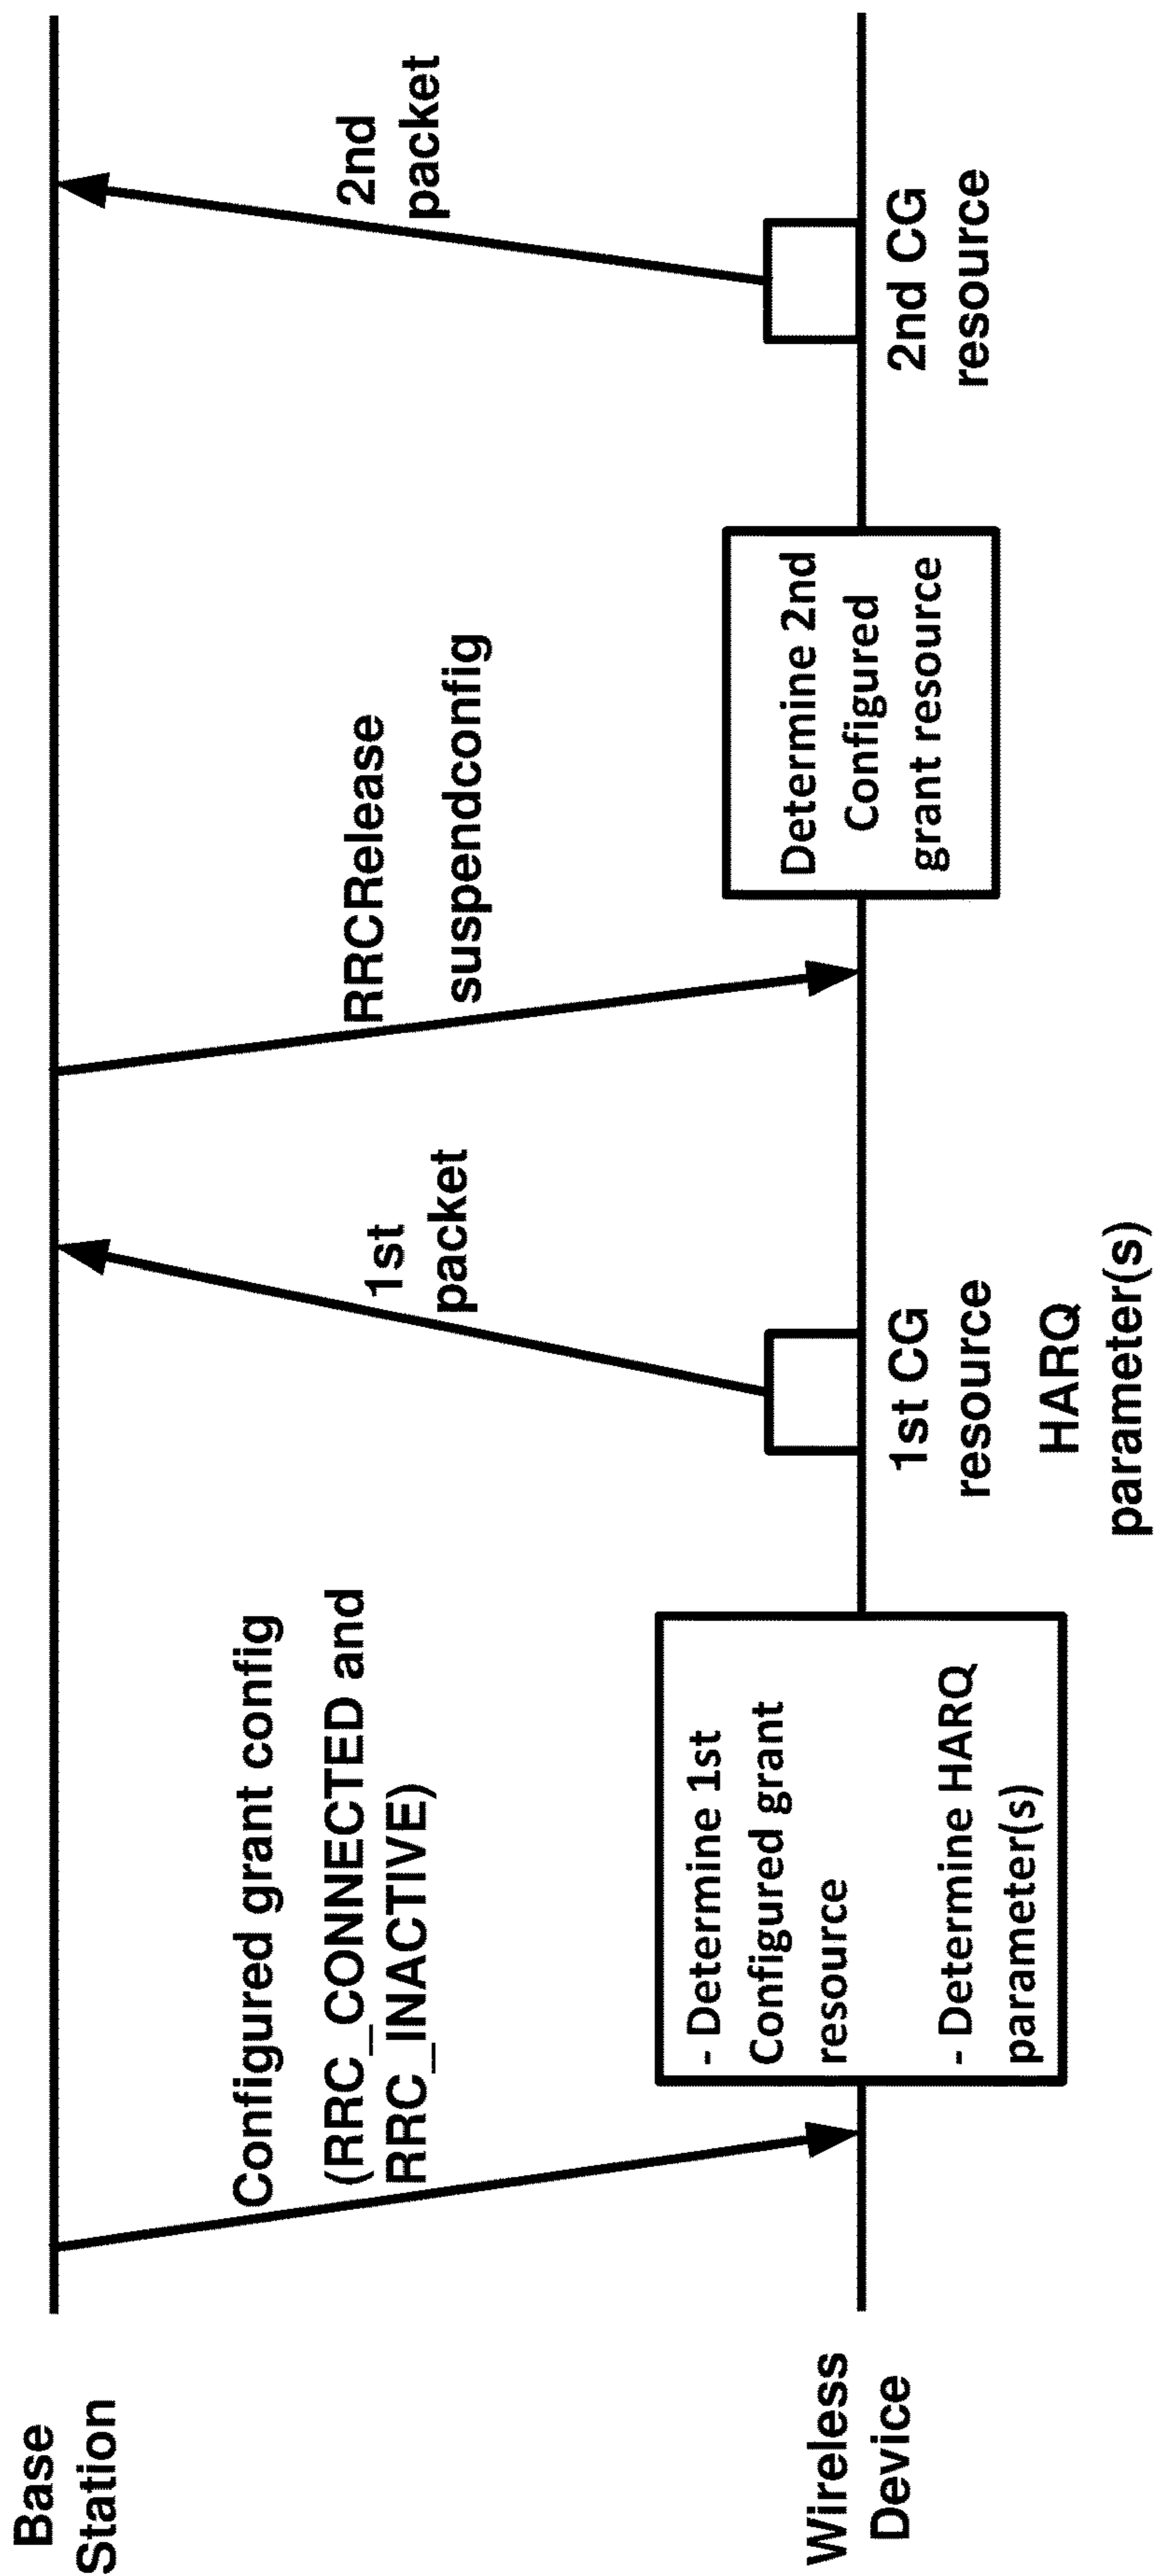 Base
Station
Configured grant config
(RRC_CONNECTED and
RRC_INACTIVE)
1st
packet
RRCRelease
suspendconfig
2nd
packet
Wireless
Device
- Determine 1st
Configured grant
resource
- Determine HARQ
parameter(s)
1st CG
resource
HARQ
parameter(s)
Determine 2nd
Configured
grant resource
2nd CG
resource